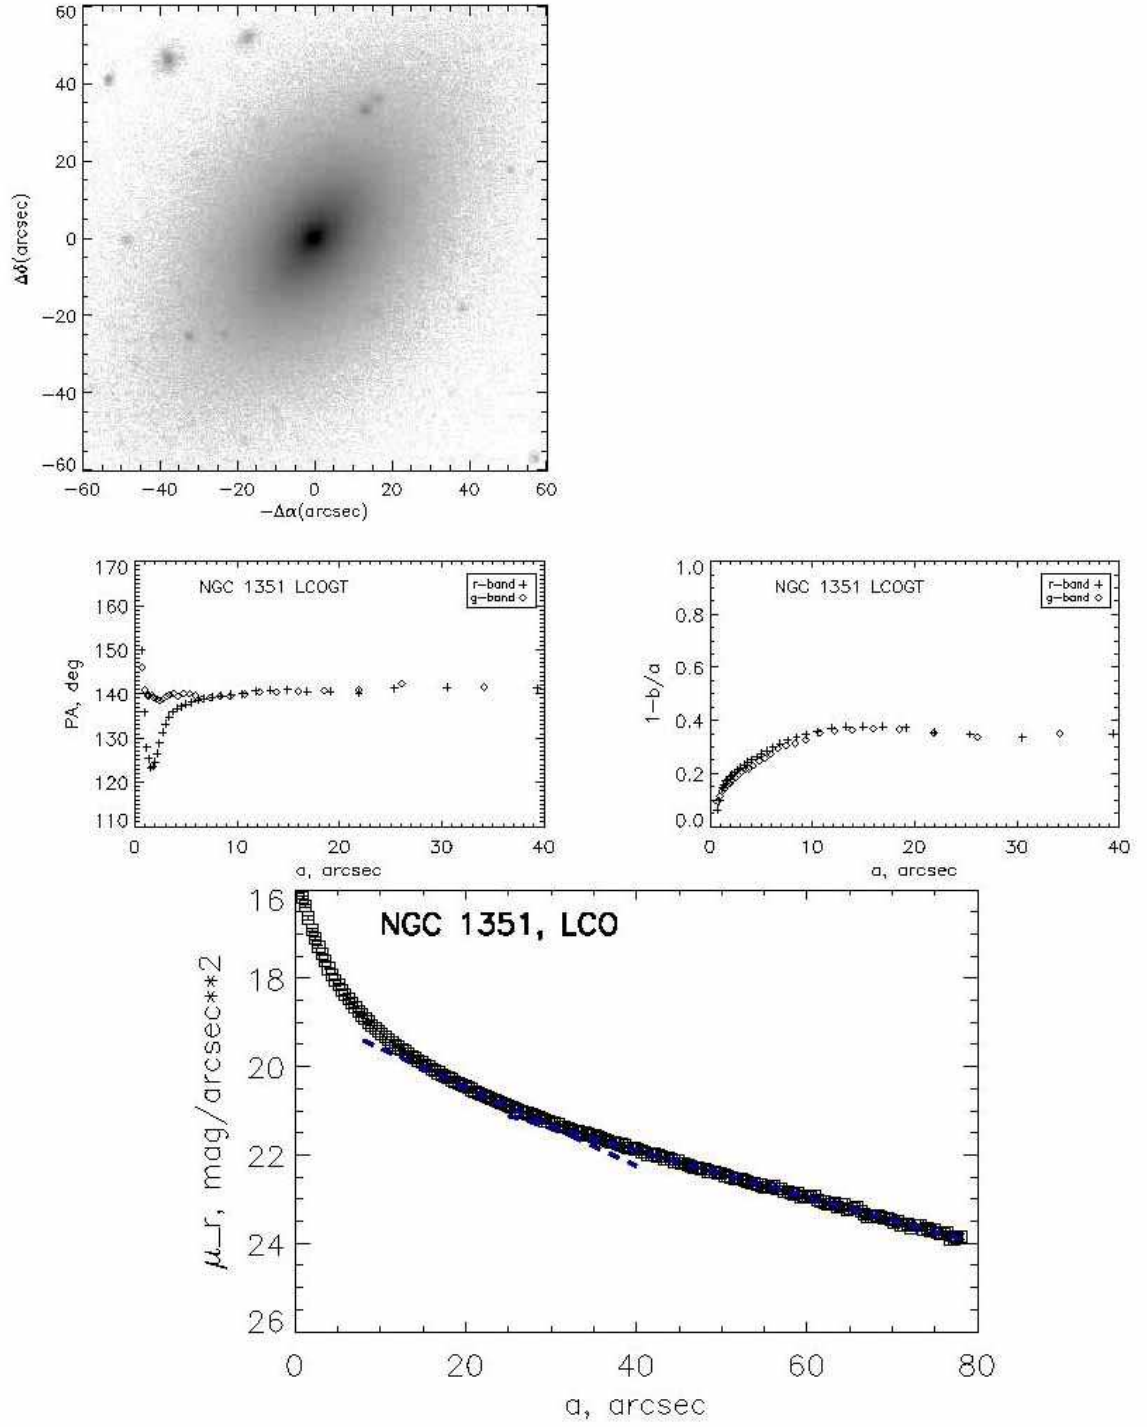 60
40
20
0
−20
−40
−60
Δδ(arcsec)
−60 −40 −20 0 20 40 60
−Δα(arcsec)
170
160
150
140
130
120
110
PA, deg
NGC 1351 LCOGT
r−band +
g−band ◇
0 10 20 30 40
a, arcsec
1.0
0.8
0.6
0.4
0.2
0.0
1−b/a
NGC 1351 LCOGT
r−band +
g−band ◇
0 10 20 30 40
a, arcsec
16
18
20
22
24
26
μ_r, mag/arcsec**2
NGC 1351, LCO
0 20 40 60 80
a, arcsec